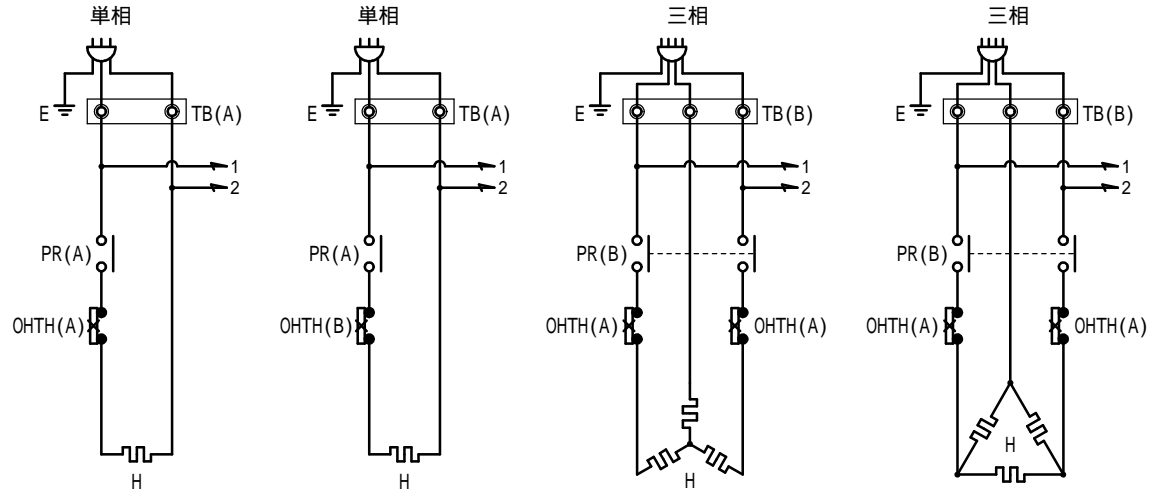 単相
単相
三相
三相
E
TB(A)
E
TB(A)
E
TB(B)
E
TB(B)
1
1
1
1
2
2
2
2
PR(A)
PR(A)
PR(B)
PR(B)
OHTH(A)
OHTH(B)
OHTH(A)
OHTH(A)
OHTH(A)
OHTH(A)
H
H
H
H